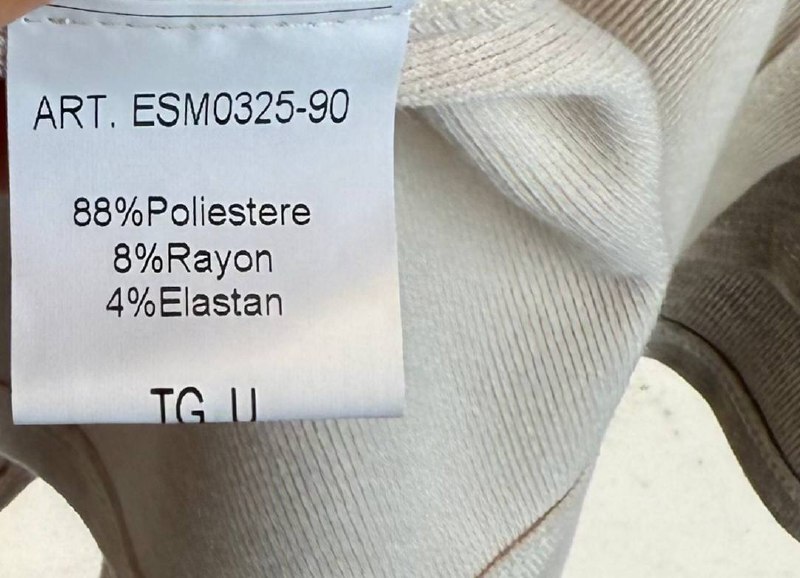 ART. ESM0325-90
88%Poliestere
8%Rayon
4%Elastan
TG U